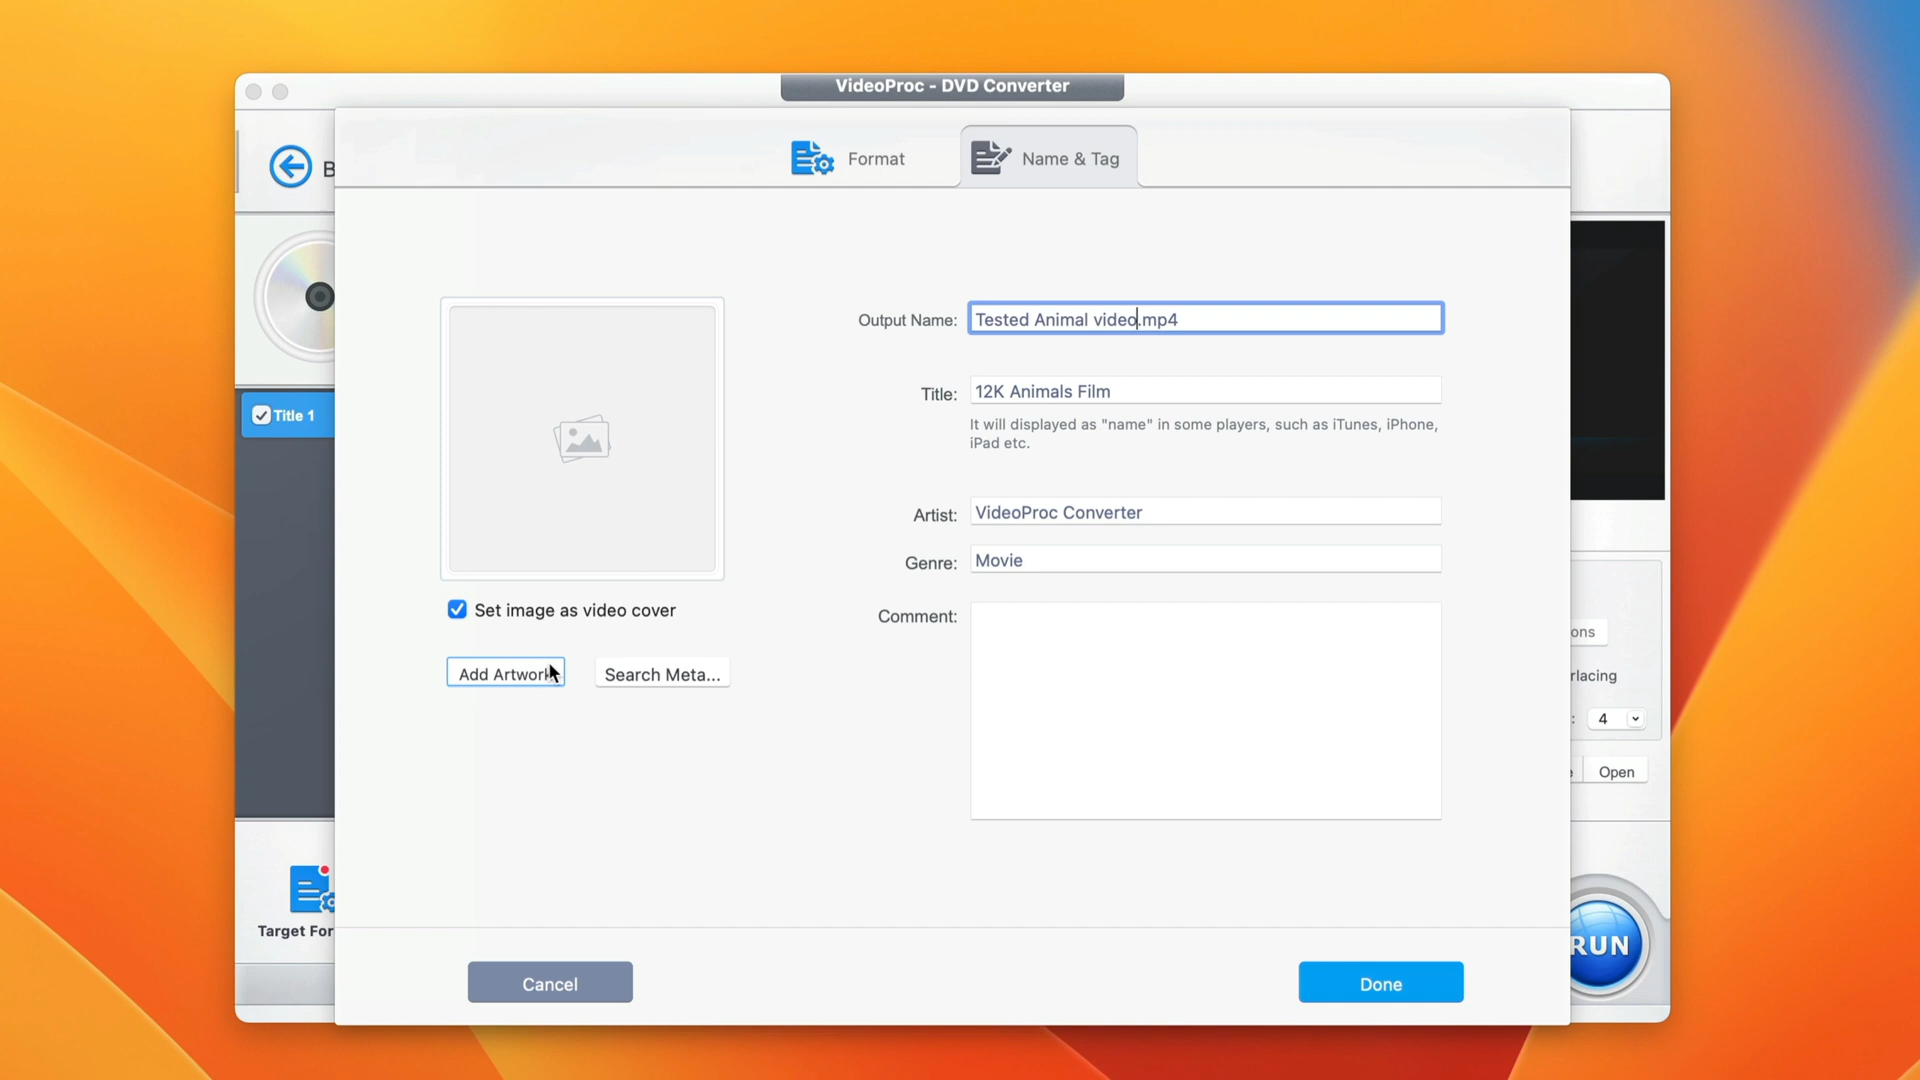 VideoProc - DVD Converter
B
Format
Name & Tag
Output Name:
Tested Animal video.mp4
Title:
12K Animals Film
It will displayed as "name" in some players, such as iTunes, iPhone,
iPad etc.
Title 1
Artist:
VideoProc Converter
Genre:
Movie
Set image as video cover
Comment:
ons
Add Artwork
Search Meta...
rlacing
: 4
e
Open
Target For
RUN
Cancel
Done